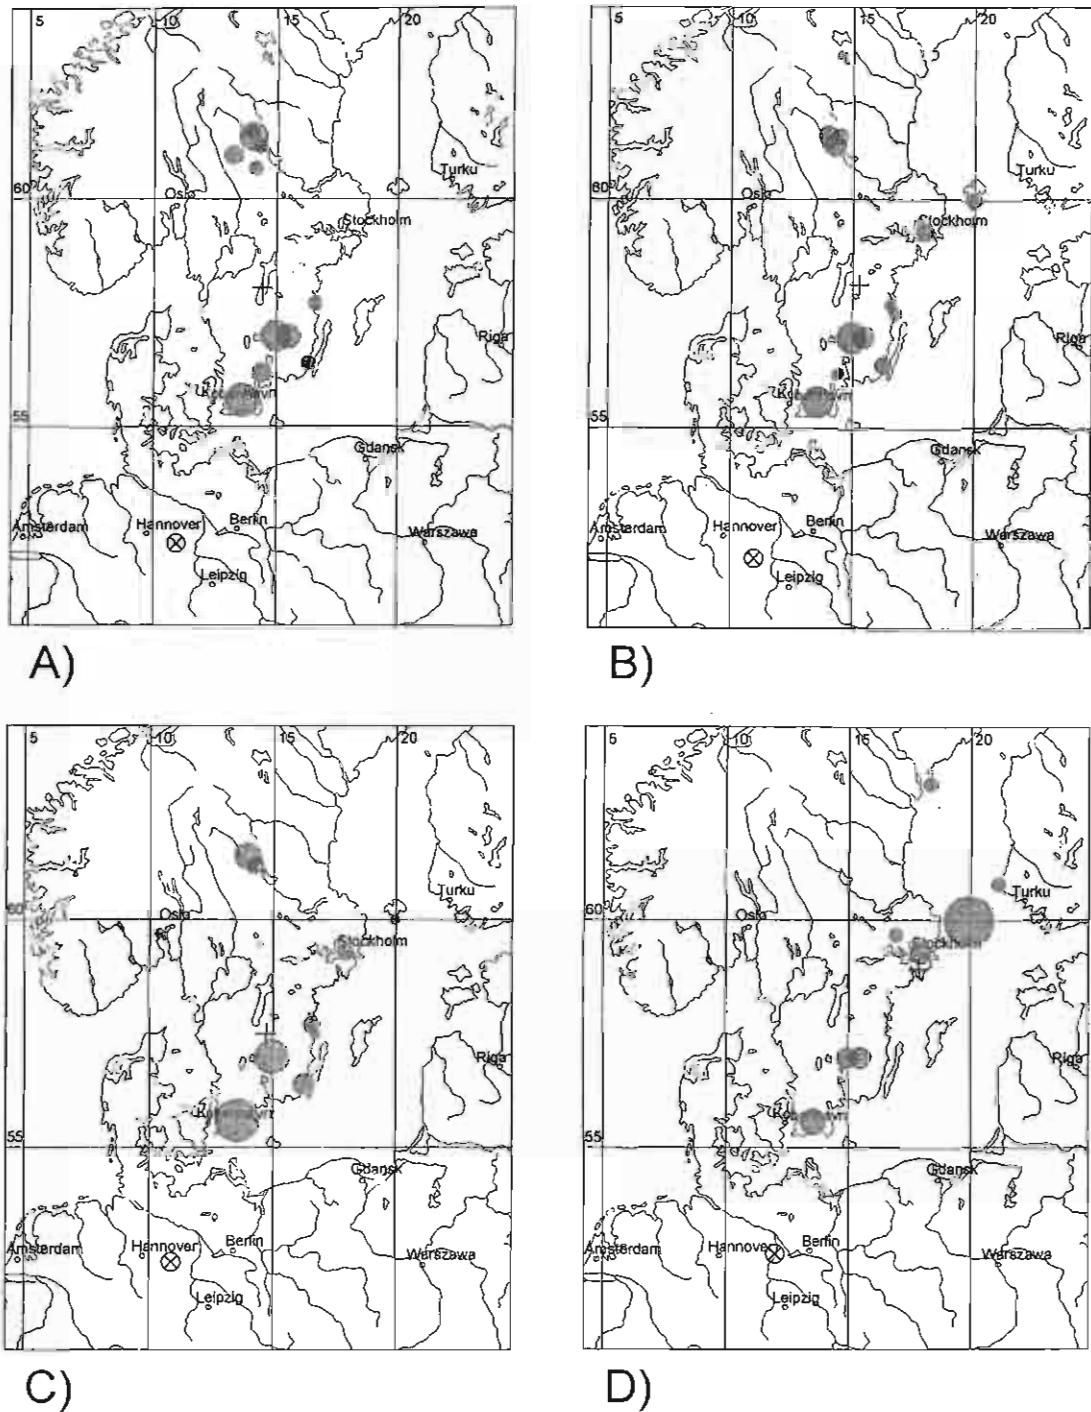 5 10 15 20
Turku
60 Oslo
Stockholm
Riga
55
Gdansk
Amsterdam Hannover Berlin Warszawa
Leipzig
A)
5 10 15 20
Turku
60 Oslo
Stockholm
Riga
55
Gdansk
Amsterdam Hannover Berlin Warszawa
Leipzig
B)
5 10 15 20
Turku
60 Oslo
Stockholm
Riga
55
Gdansk
Amsterdam Hannover Berlin Warszawa
Leipzig
C)
5 10 15 20
Turku
60 Oslo
Stockholm
Riga
55
Gdansk
Amsterdam Hannover Berlin Warszawa
Leipzig
D)